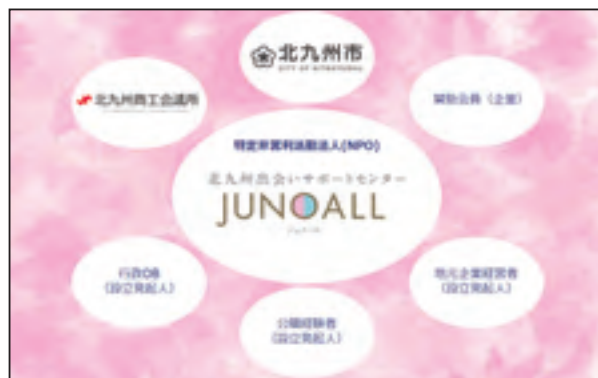 北九州市
CITY OF KITAKYUSHU
北九州商工会議所
賛助会員(企業)
特定非営利活動法人(NPO)
北九州出会いサポートセンター
JUNOALL
ジュノール
行政OB
(設立発起人)
地元企業経営者
(設立発起人)
公職経験者
(設立発起人)